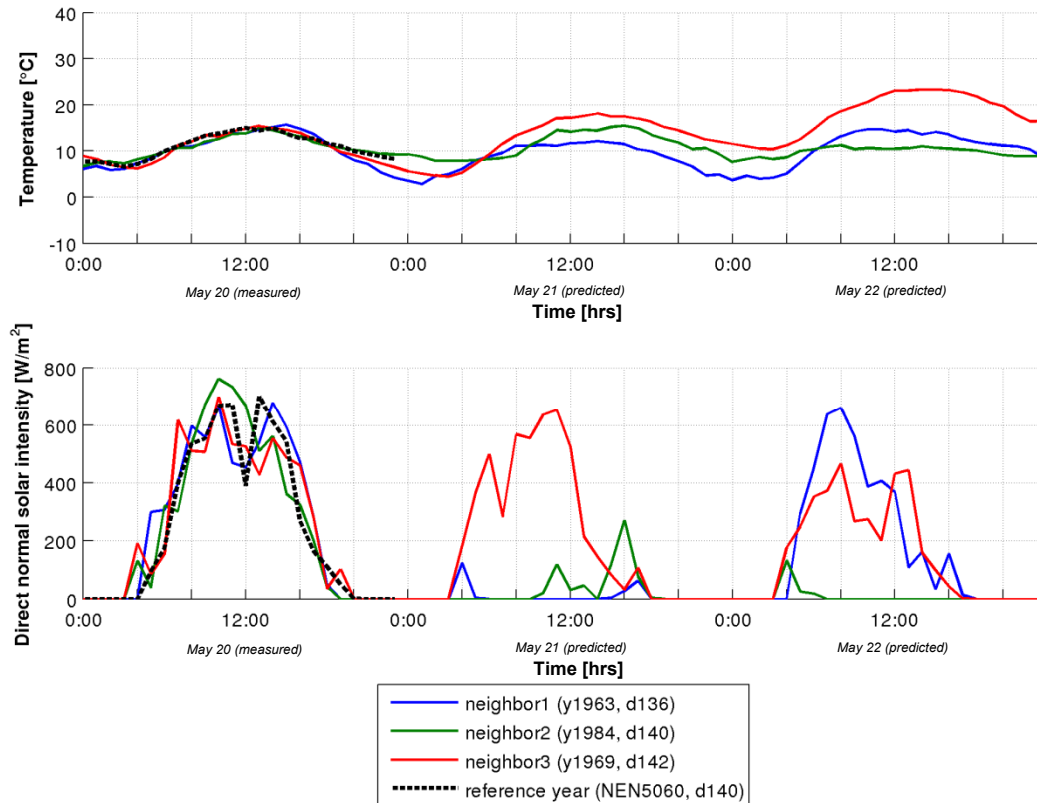 Temperature [°C]
40
30
20
10
0
-10
0:00 12:00 0:00 12:00 0:00 12:00
May 20 (measured) May 21 (predicted) May 22 (predicted)
Time [hrs]
Direct normal solar intensity [W/m²]
800
600
400
200
0
0:00 12:00 0:00 12:00 0:00 12:00
May 20 (measured) May 21 (predicted) May 22 (predicted)
Time [hrs]
neighbor1 (y1963, d136)
neighbor2 (y1984, d140)
neighbor3 (y1969, d142)
reference year (NEN5060, d140)